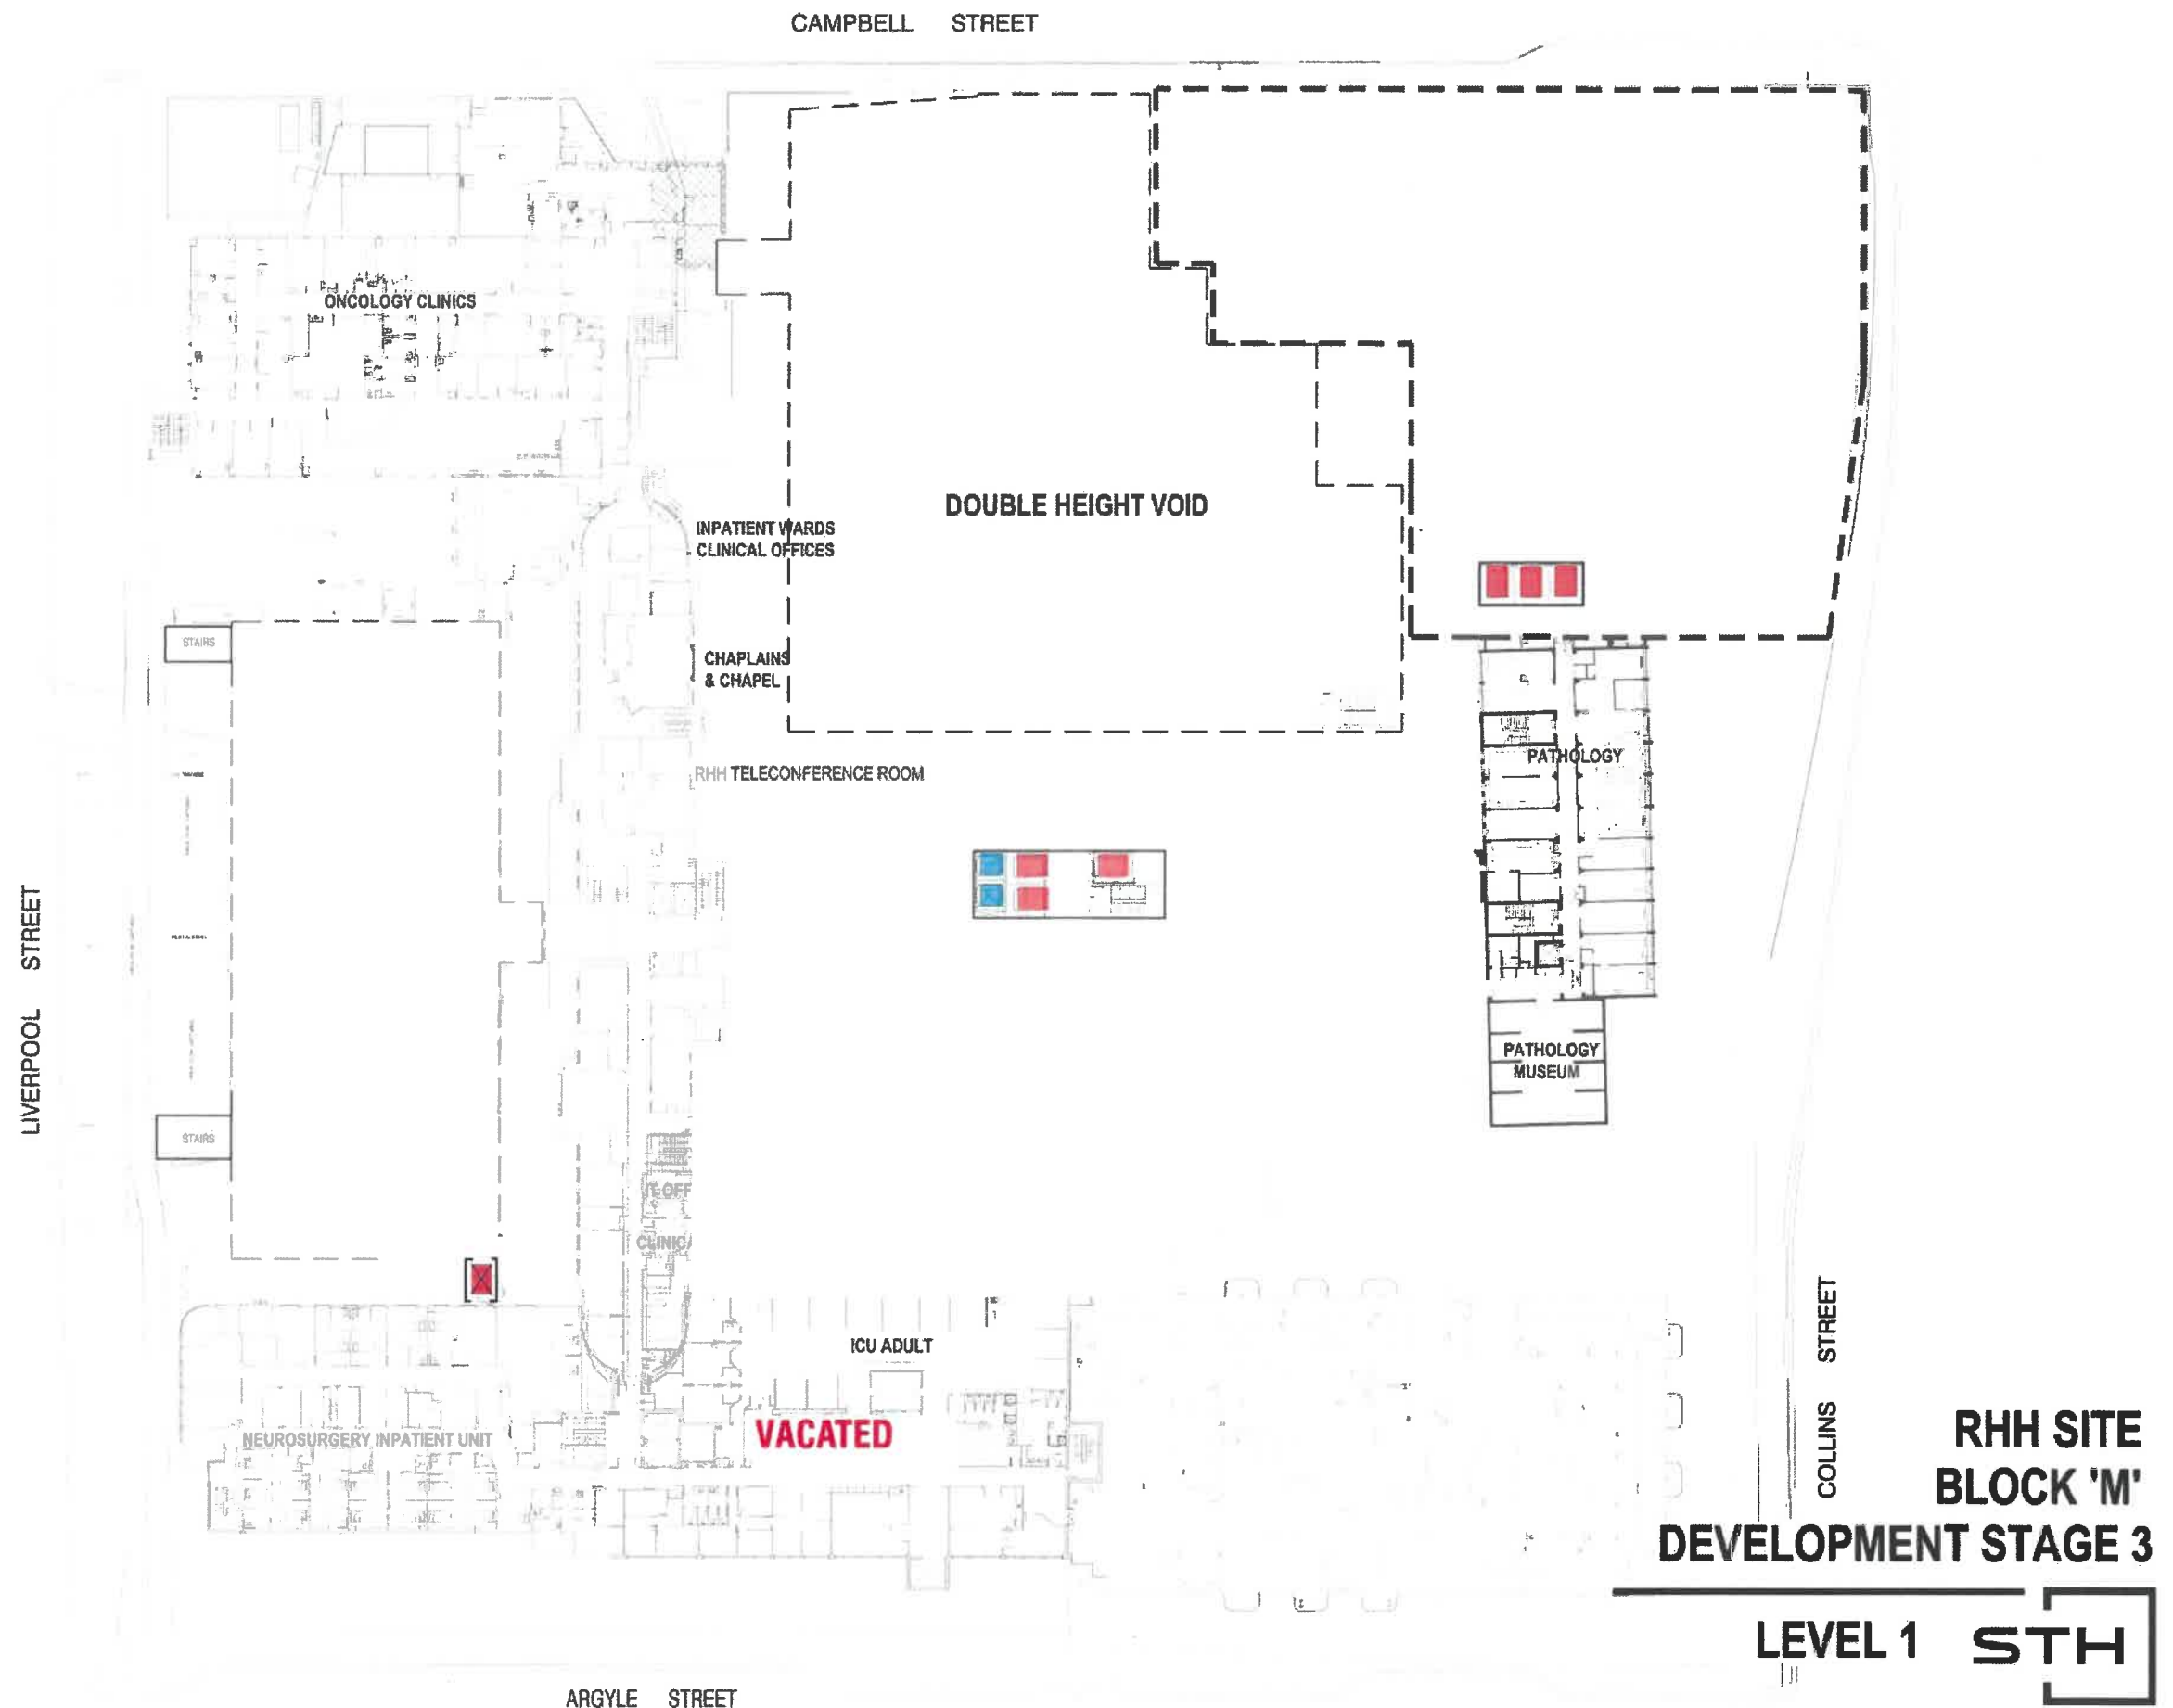 CAMPBELL STREET
ONCOLOGY CLINICS
DOUBLE HEIGHT VOID
INPATIENT WARDS
CLINICAL OFFICES
STAIRS
CHAPLAINS
& CHAPEL
PATHOLOGY
RHH TELECONFERENCE ROOM
LIVERPOOL STREET
PATHOLOGY
MUSEUM
STAIRS
CLINICA
ICU ADULT
VACATED
NEUROSURGERY INPATIENT UNIT
COLLINS STREET
RHH SITE
BLOCK 'M'
DEVELOPMENT STAGE 3
LEVEL 1
STH
ARGYLE STREET